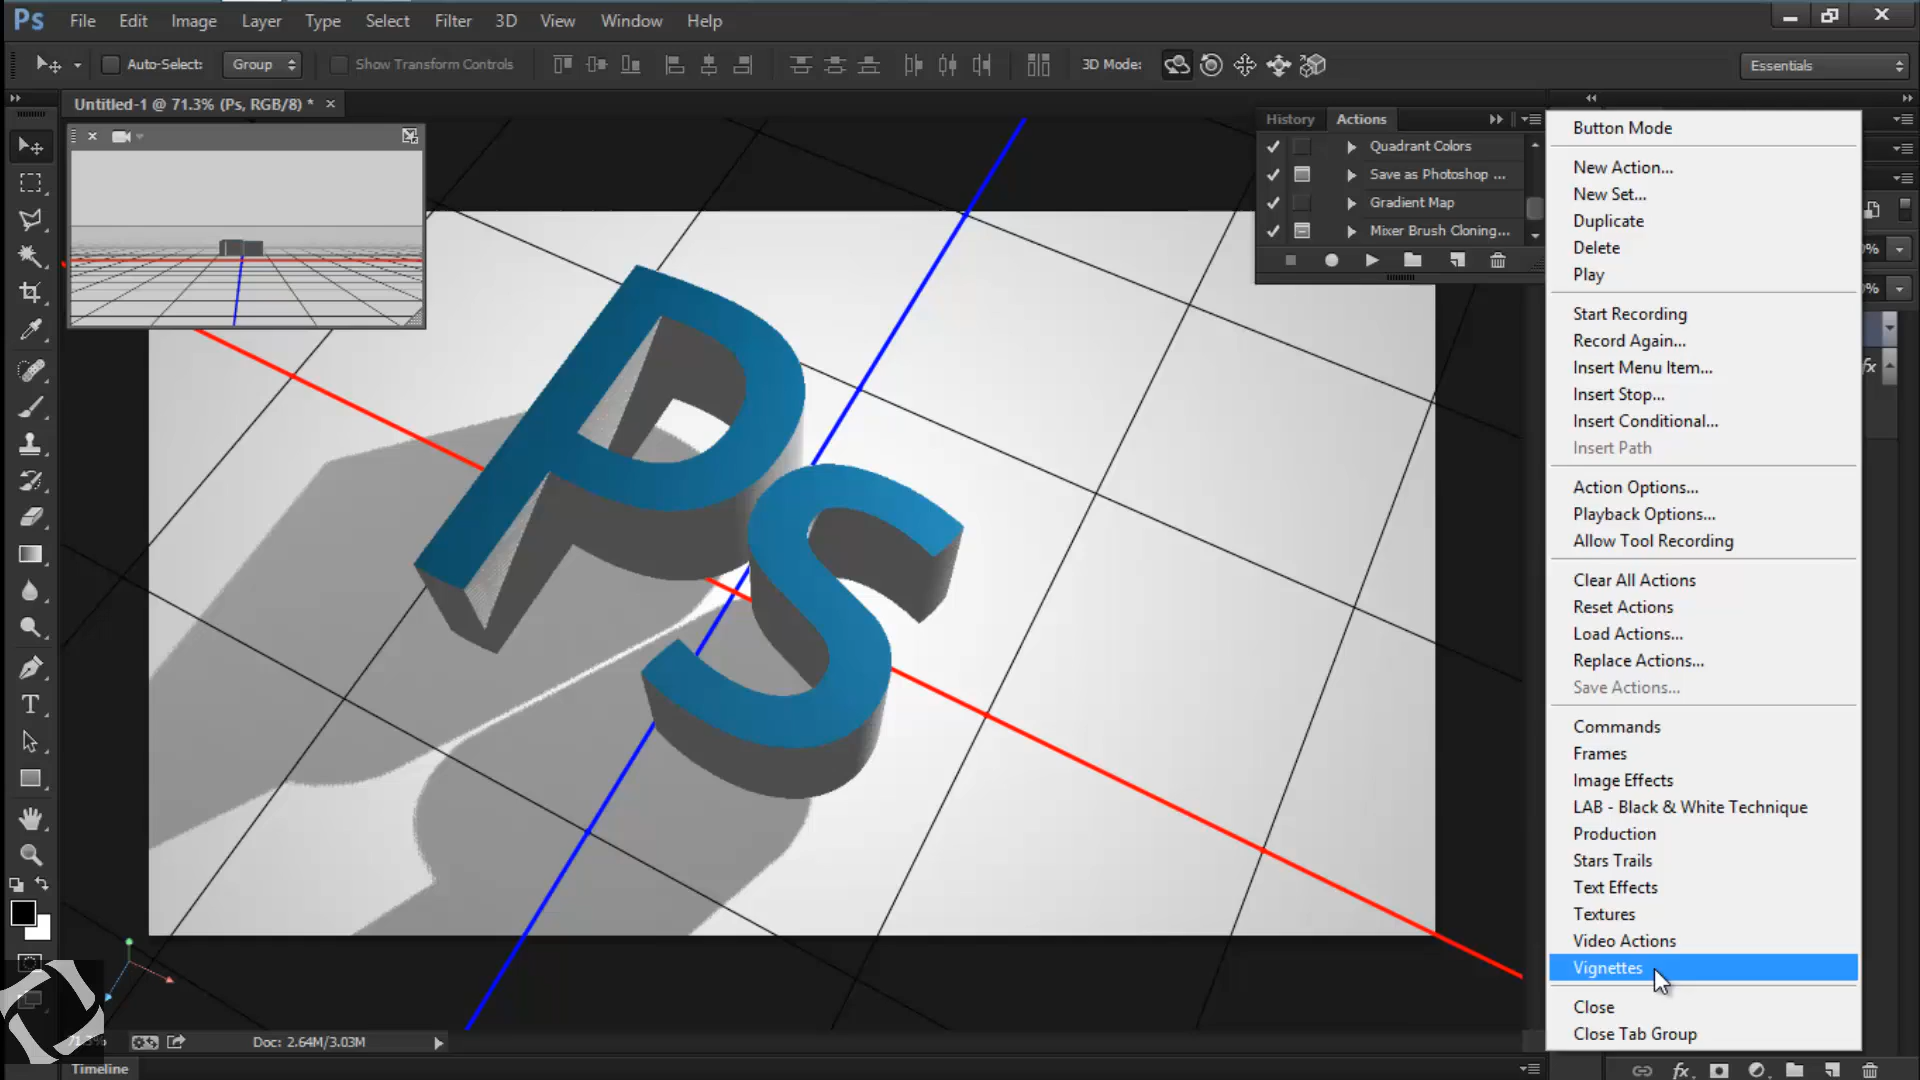 Ps File Edit Image Layer Type Select Filter 3D View Window Help
Auto-Select: Group Show Transform Controls 3D Mode: Essentials
Untitled-1 @ 71.3% (Ps, RGB/8) * ×
History Actions
Quadrant Colors
Save as Photoshop ...
Gradient Map
Mixer Brush Cloning...
Button Mode
New Action...
New Set...
Duplicate
Delete
Play
Start Recording
Record Again...
Insert Menu Item...
Insert Stop...
Insert Conditional...
Insert Path
Action Options...
Playback Options...
Allow Tool Recording
Clear All Actions
Reset Actions
Load Actions...
Replace Actions...
Save Actions...
Commands
Frames
Image Effects
LAB - Black & White Technique
Production
Stars Trails
Text Effects
Textures
Video Actions
Vignettes
Close
Close Tab Group
PS
fx
71.3% Doc: 2.64M/3.03M
Timeline
fx